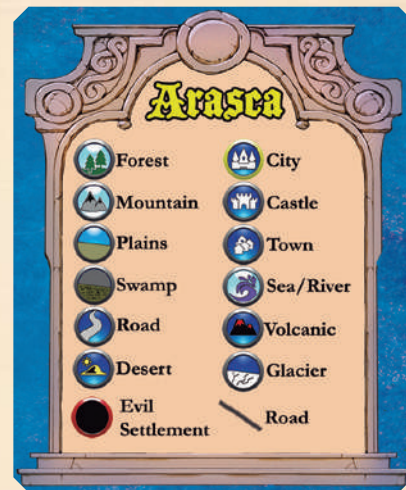 Arasca
Forest
City
Mountain
Castle
Plains
Town
Swamp
Sea/River
Road
Volcanic
Desert
Glacier
Evil
Settlement
Road